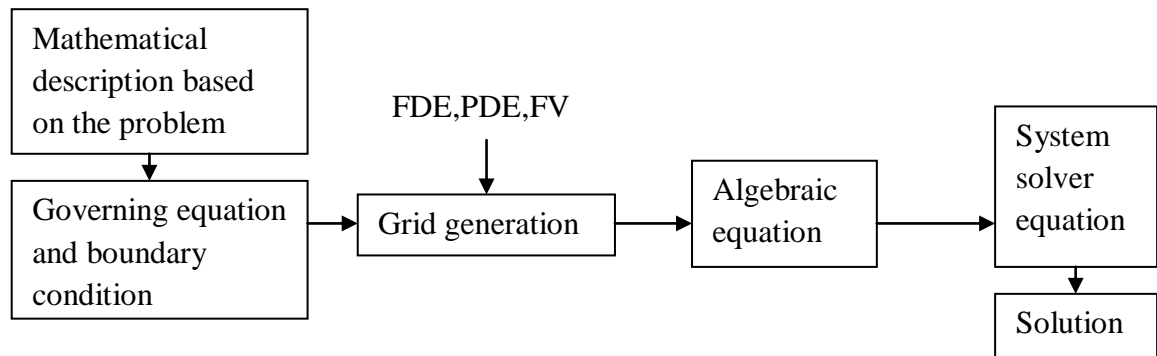 Mathematical
description based
on the problem
FDE,PDE,FV
Governing equation
and boundary
condition
Grid generation
Algebraic
equation
System
solver
equation
Solution